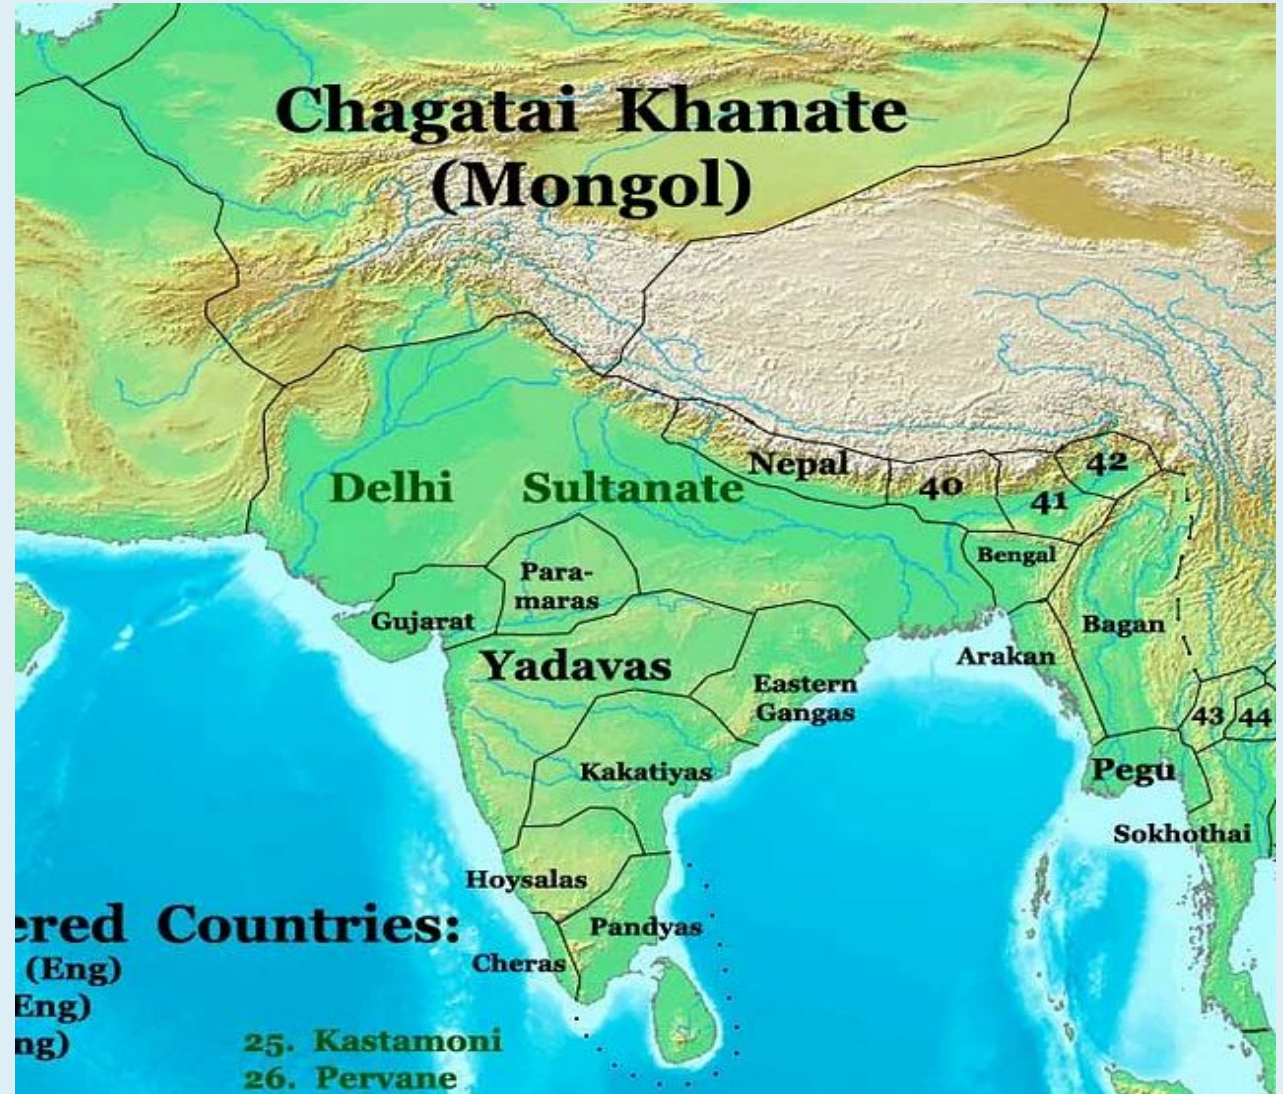 Chagatai Khanate
(Mongol)
Delhi Sultanate
Nepal
40
41
42
Bengal
Para-
maras
Gujarat
Bagan
Arakan
Yadavas
Eastern
Gangas
43
44
Kakatiyas
Pegu
Sokhothai
Hoysalas
Pandyas
Cheras
ered Countries:
(Eng)
Eng)
ng)
25. Kastamoni
26. Pervane